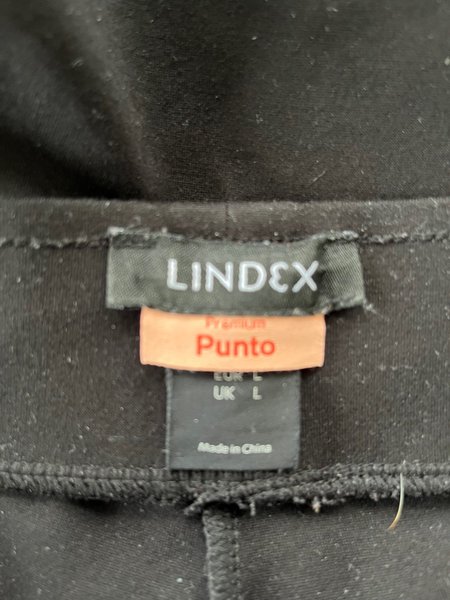 LINDEX
Premium
Punto
EUR L
UK L
Made in China